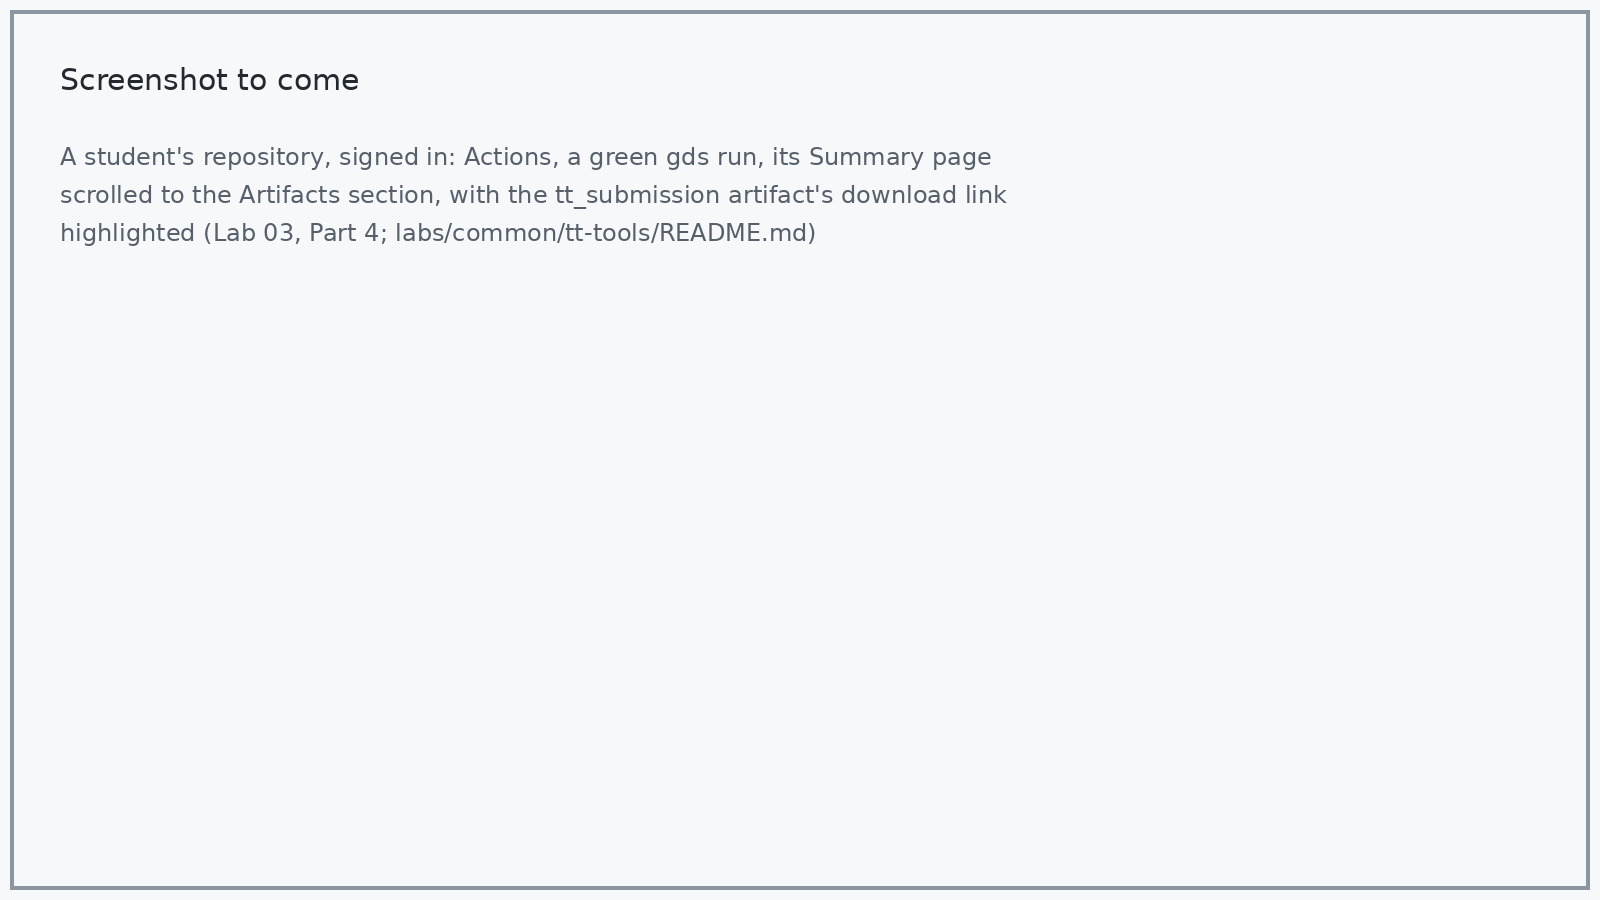 Screenshot to come
A student's repository, signed in: Actions, a green gds run, its Summary page
scrolled to the Artifacts section, with the tt_submission artifact's download link
highlighted (Lab 03, Part 4; labs/common/tt-tools/README.md)